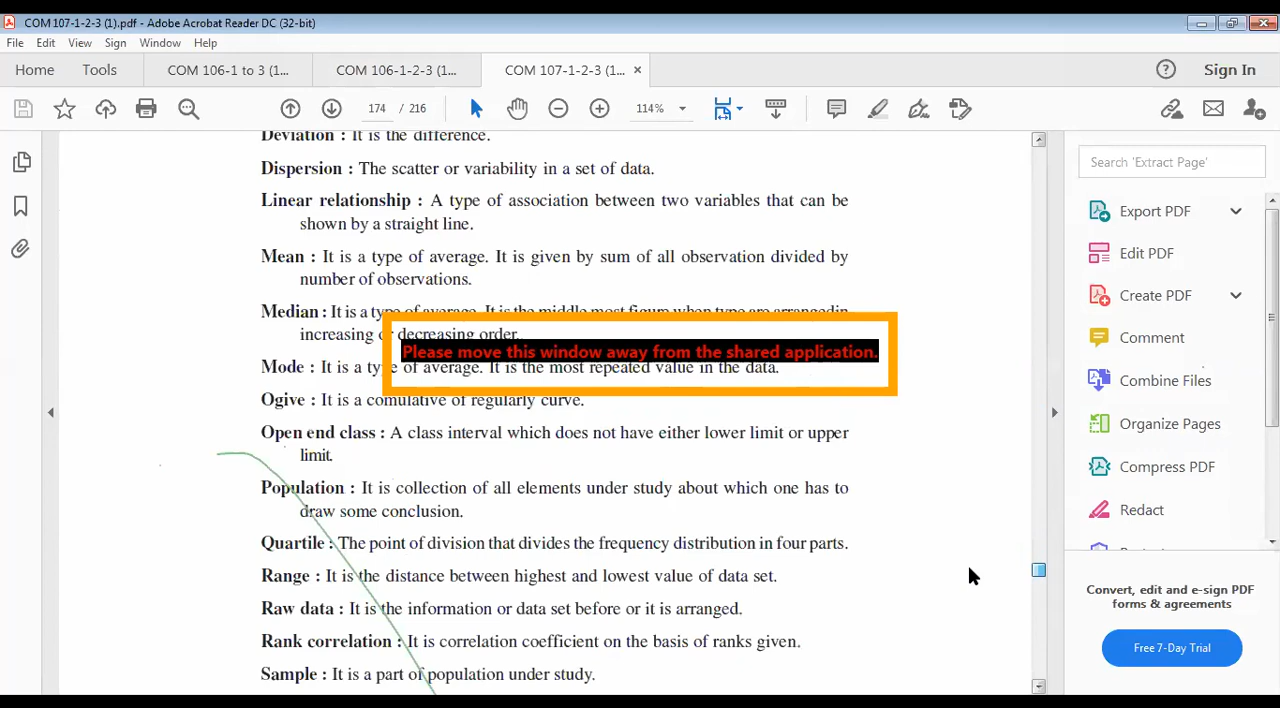 COM 107-1-2-3 (1).pdf - Adobe Acrobat Reader DC (32-bit)
File Edit View Sign Window Help
Home Tools COM 106-1 to 3 (1... COM 106-1-2-3 (1... COM 107-1-2-3 (1... × Sign In
174 / 216 114%
Deviation : It is the difference.
Dispersion : The scatter or variability in a set of data.
Linear relationship : A type of association between two variables that can be
shown by a straight line.
Mean : It is a type of average. It is given by sum of all observation divided by
number of observations.
Median : It is a type of average. It is the middle most figure when type are arrangedin
increasing or decreasing order.
Please move this window away from the shared application.
Mode : It is a type of average. It is the most repeated value in the data.
Ogive : It is a comulative of regularly curve.
Open end class : A class interval which does not have either lower limit or upper
limit.
Population : It is collection of all elements under study about which one has to
draw some conclusion.
Quartile : The point of division that divides the frequency distribution in four parts.
Range : It is the distance between highest and lowest value of data set.
Raw data : It is the information or data set before or it is arranged.
Rank correlation : It is correlation coefficient on the basis of ranks given.
Sample : It is a part of population under study.
Search 'Extract Page'
Export PDF
Edit PDF
Create PDF
Comment
Combine Files
Organize Pages
Compress PDF
Redact
Convert, edit and e-sign PDF
forms & agreements
Free 7-Day Trial